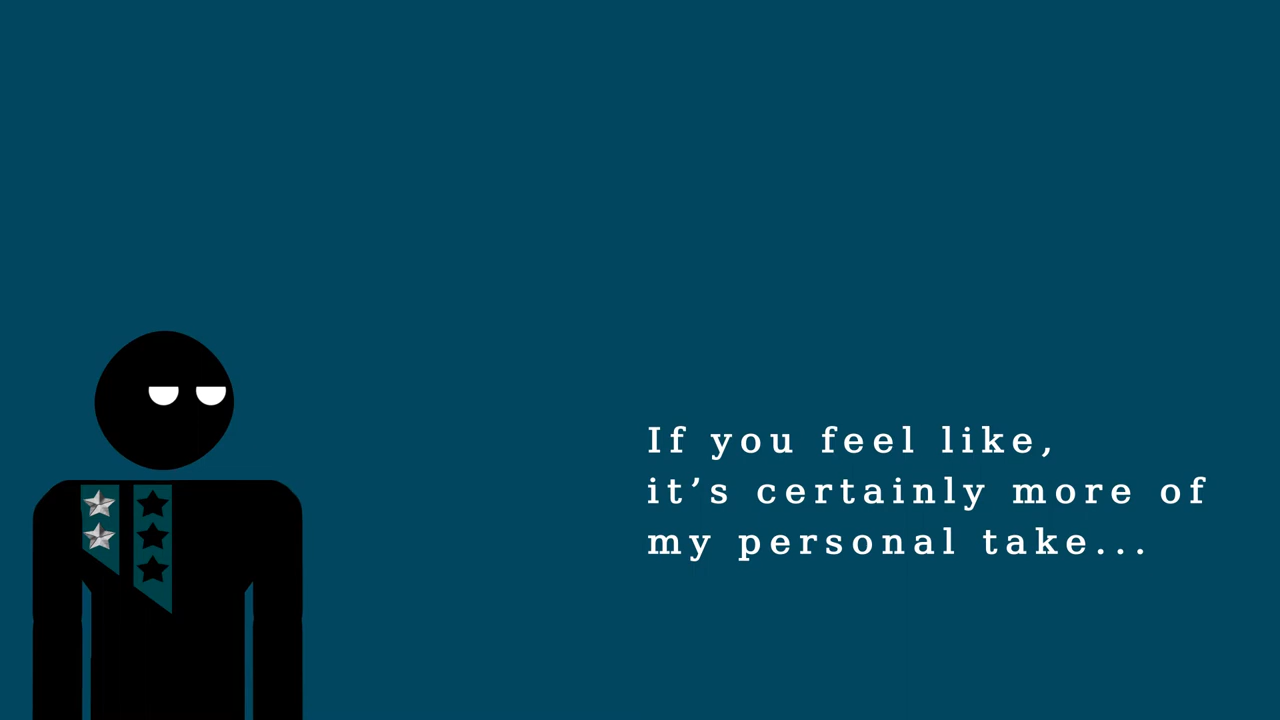 If you feel like,
it’s certainly more of
my personal take...